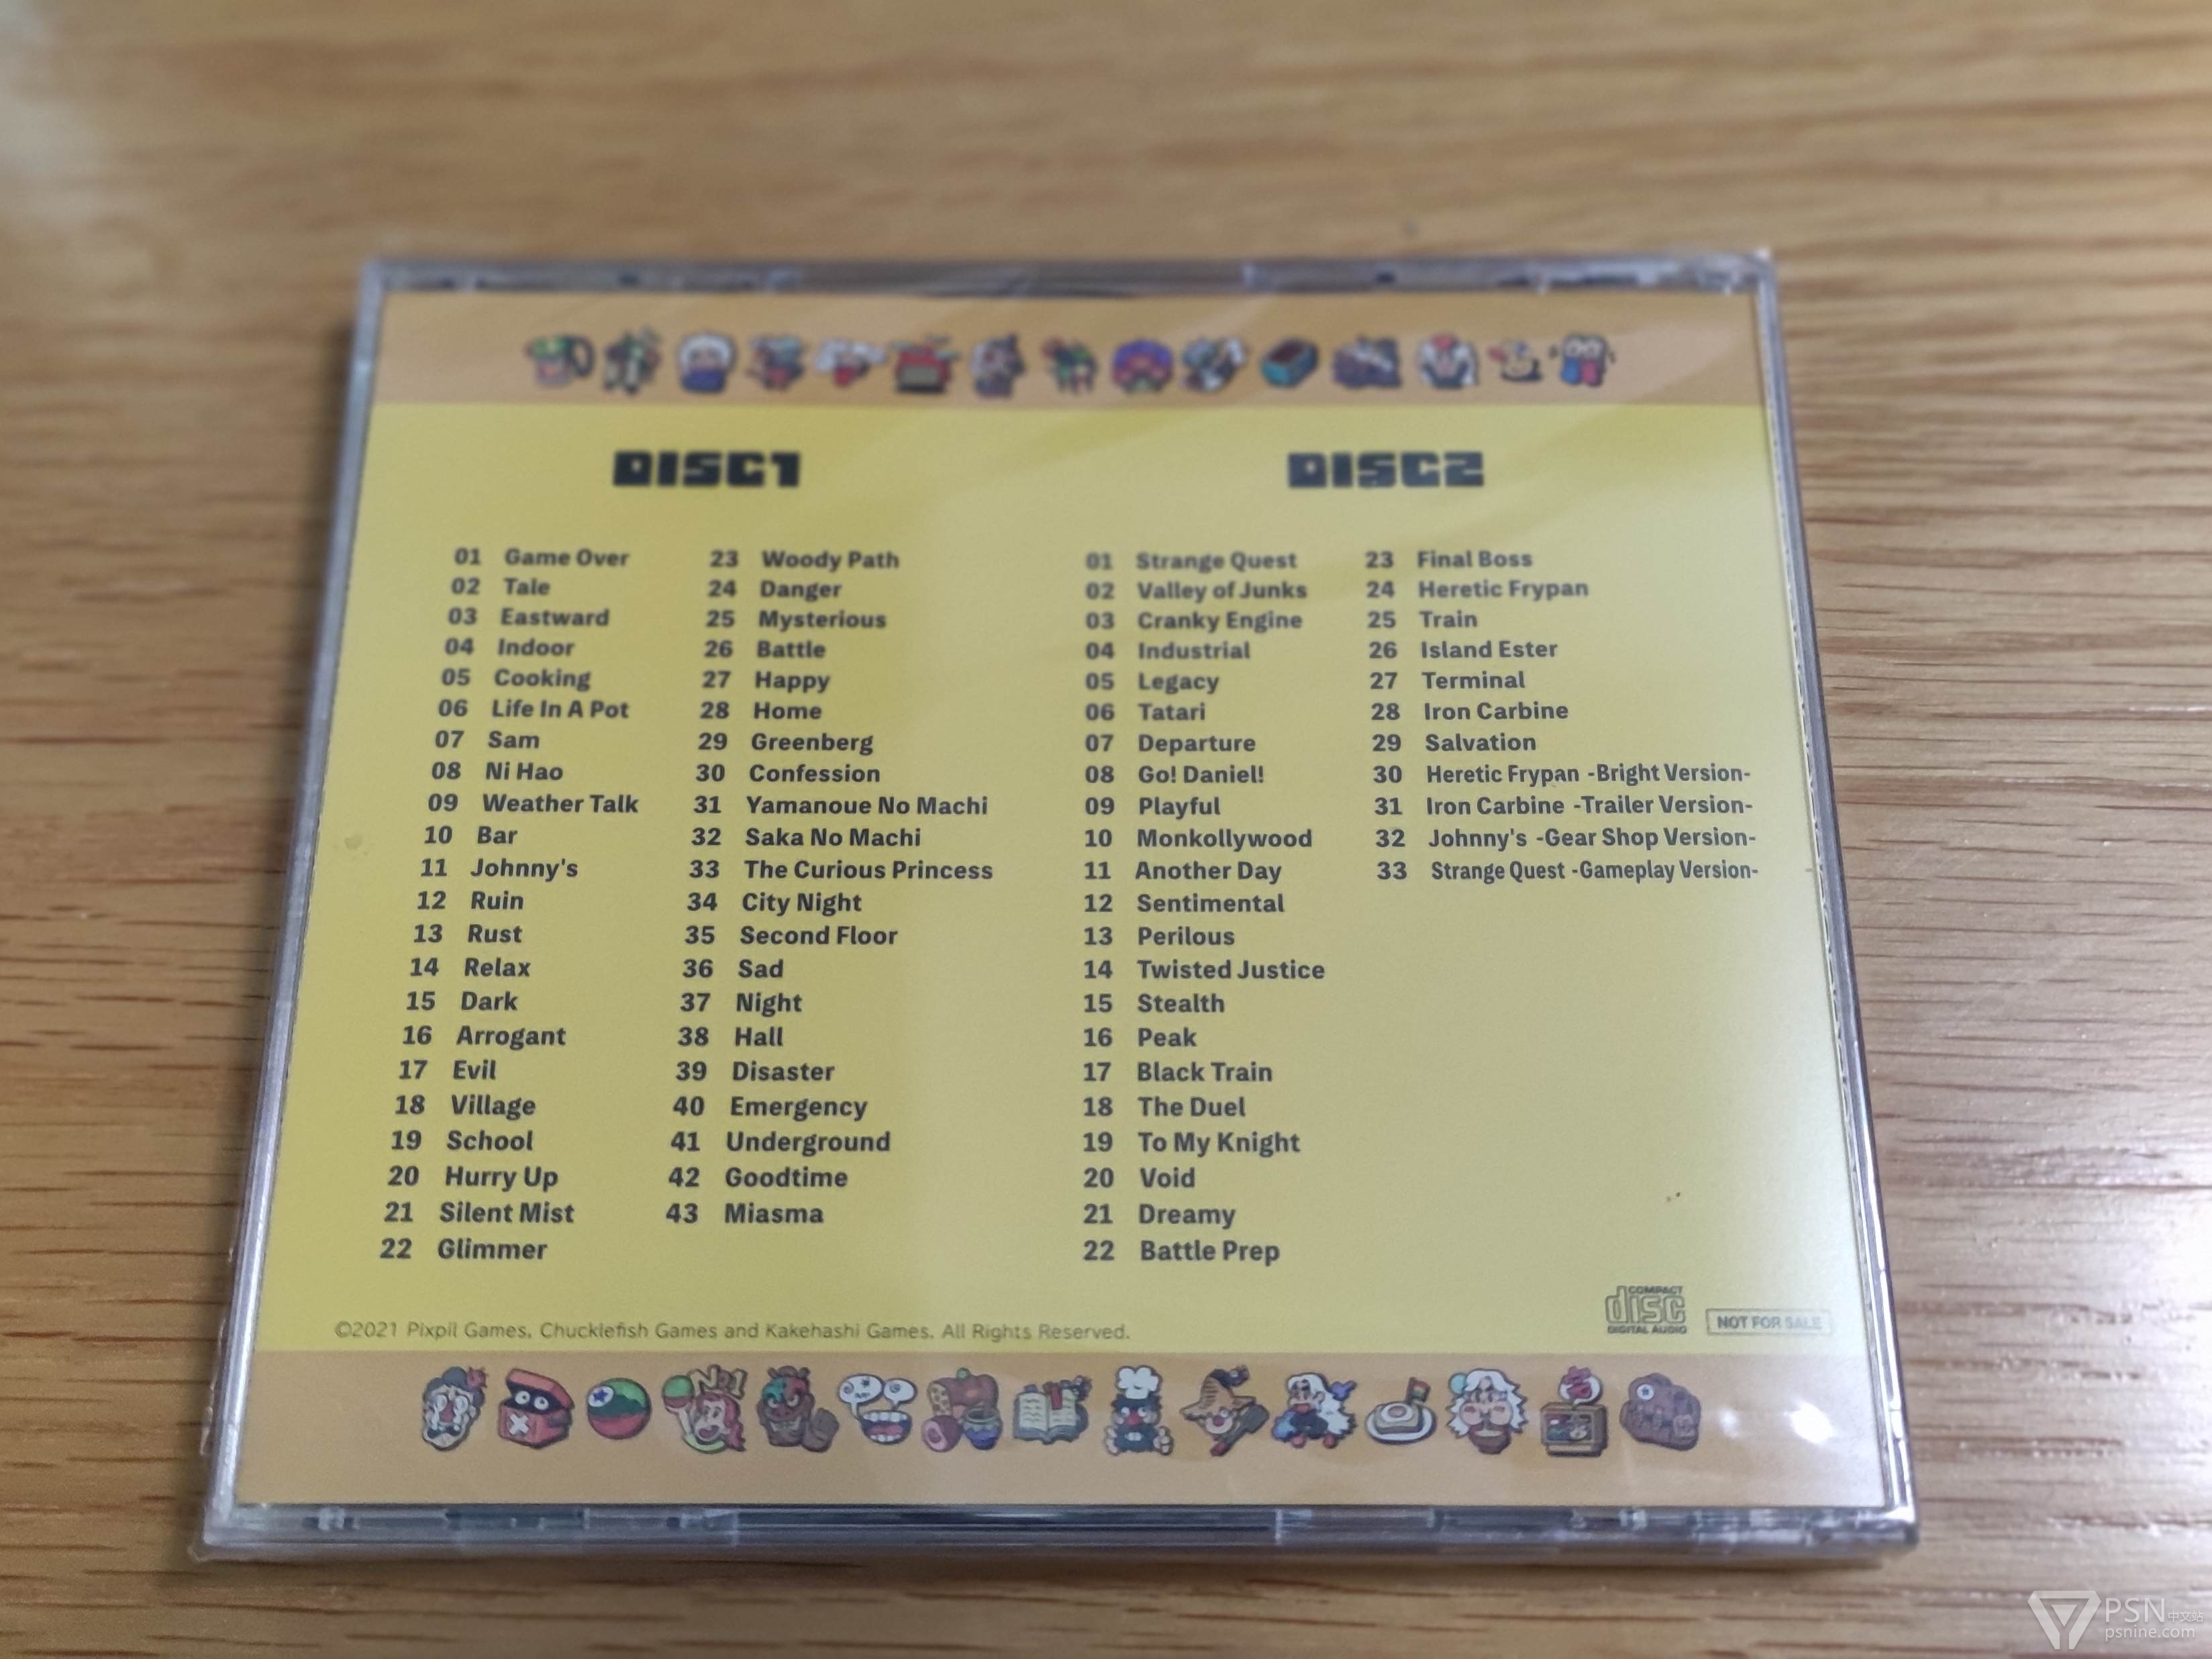 DISC1
01 Game Over
02 Tale
03 Eastward
04 Indoor
05 Cooking
06 Life In A Pot
07 Sam
08 Ni Hao
09 Weather Talk
10 Bar
11 Johnny's
12 Ruin
13 Rust
14 Relax
15 Dark
16 Arrogant
17 Evil
18 Village
19 School
20 Hurry Up
21 Silent Mist
22 Glimmer
23 Woody Path
24 Danger
25 Mysterious
26 Battle
27 Happy
28 Home
29 Greenberg
30 Confession
31 Yamanoue No Machi
32 Saka No Machi
33 The Curious Princess
34 City Night
35 Second Floor
36 Sad
37 Night
38 Hall
39 Disaster
40 Emergency
41 Underground
42 Goodtime
43 Miasma
DISC2
01 Strange Quest
02 Valley of Junks
03 Cranky Engine
04 Industrial
05 Legacy
06 Tatari
07 Departure
08 Go! Daniel!
09 Playful
10 Monkollywood
11 Another Day
12 Sentimental
13 Perilous
14 Twisted Justice
15 Stealth
16 Peak
17 Black Train
18 The Duel
19 To My Knight
20 Void
21 Dreamy
22 Battle Prep
23 Final Boss
24 Heretic Frypan
25 Train
26 Island Ester
27 Terminal
28 Iron Carbine
29 Salvation
30 Heretic Frypan -Bright Version-
31 Iron Carbine -Trailer Version-
32 Johnny's -Gear Shop Version-
33 Strange Quest -Gameplay Version-
©2021 Pixpil Games, Chucklefish Games and Kakehashi Games. All Rights Reserved.
COMPACT
disc
DIGITAL AUDIO
NOT FOR SALE
No.1
PSN中文站
psnine.com